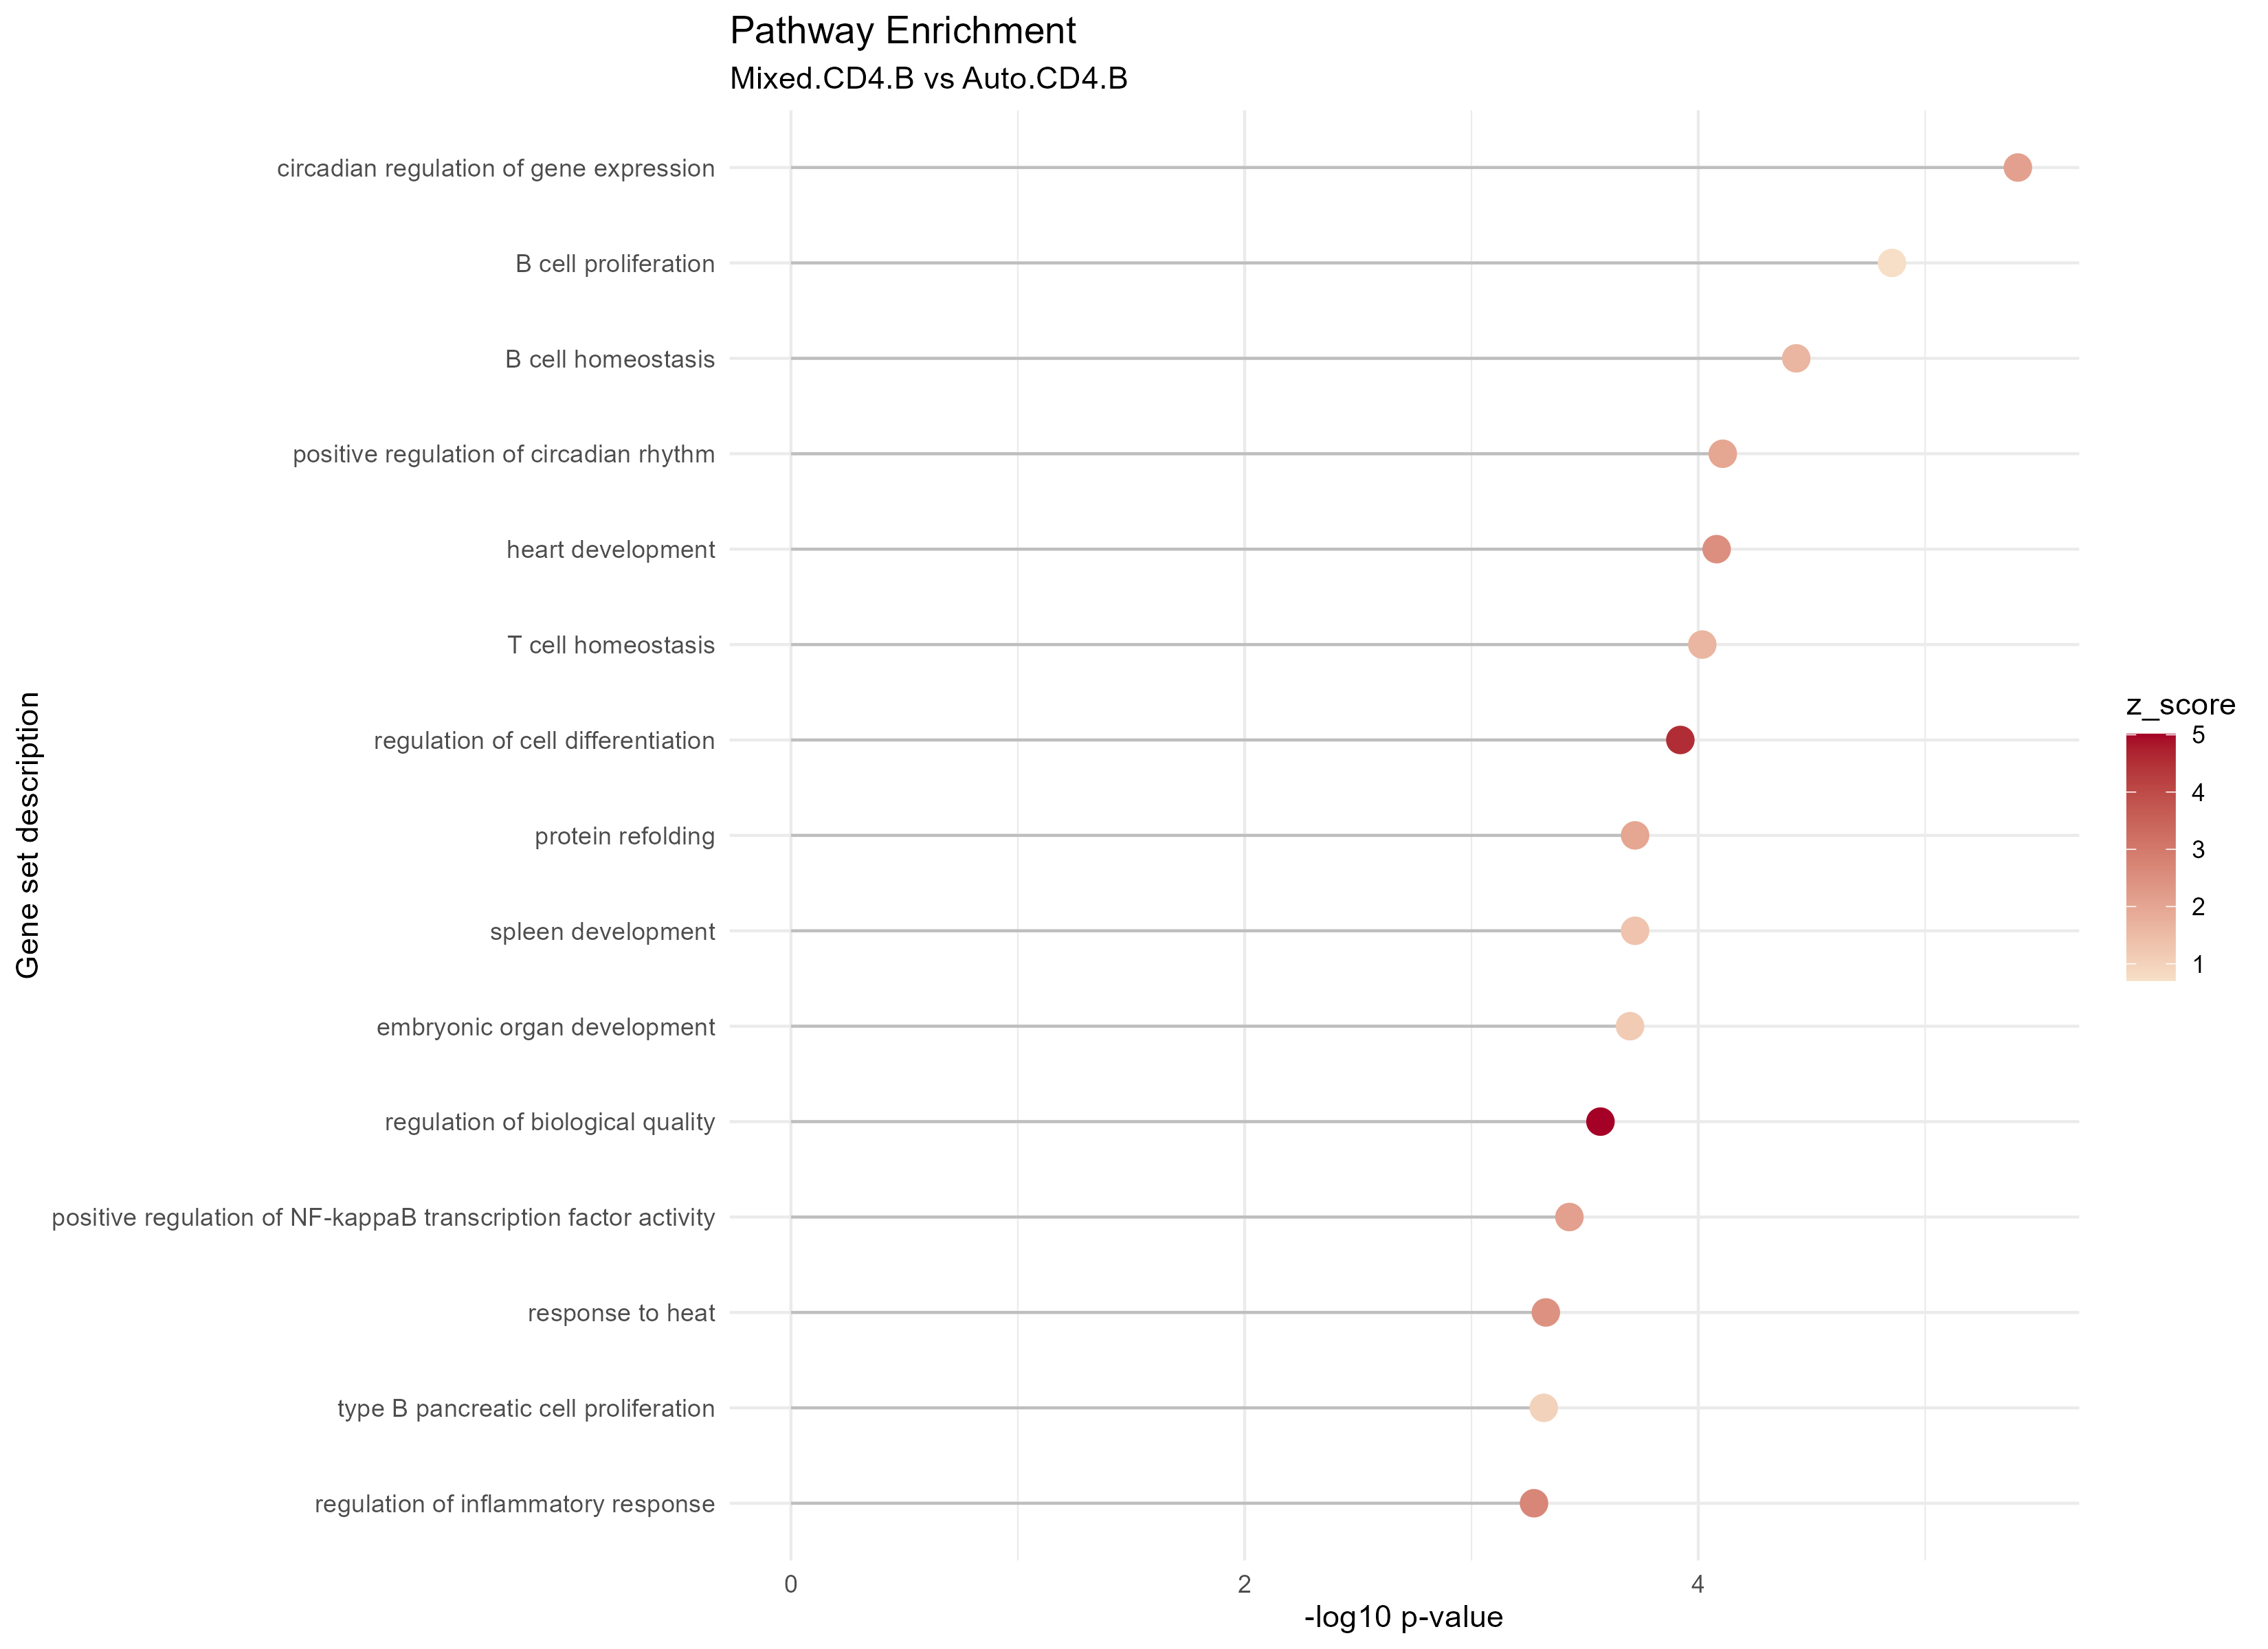 Pathway Enrichment
Mixed.CD4.B vs Auto.CD4.B
Gene set description
circadian regulation of gene expression
B cell proliferation
B cell homeostasis
positive regulation of circadian rhythm
heart development
T cell homeostasis
regulation of cell differentiation
protein refolding
spleen development
embryonic organ development
regulation of biological quality
positive regulation of NF-kappaB transcription factor activity
response to heat
type B pancreatic cell proliferation
regulation of inflammatory response
0 2 4
-log10 p-value
z_score
5
4
3
2
1